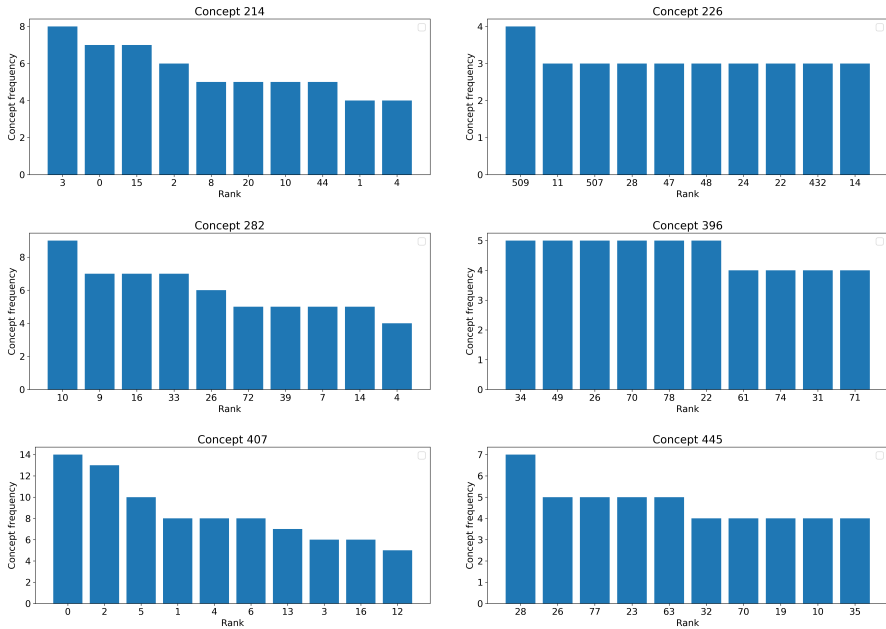 Concept 214
Concept frequency
8
6
4
2
0
3 0 15 2 8 20 10 44 1 4
Rank
Concept 226
Concept frequency
4
3
2
1
0
509 11 507 28 47 48 24 22 432 14
Rank
Concept 282
Concept frequency
8
6
4
2
0
10 9 16 33 26 72 39 7 14 4
Rank
Concept 396
Concept frequency
5
4
3
2
1
0
34 49 26 70 78 22 61 74 31 71
Rank
Concept 407
Concept frequency
14
12
10
8
6
4
2
0
0 2 5 1 4 6 13 3 16 12
Rank
Concept 445
Concept frequency
7
6
5
4
3
2
1
0
28 26 77 23 63 32 70 19 10 35
Rank